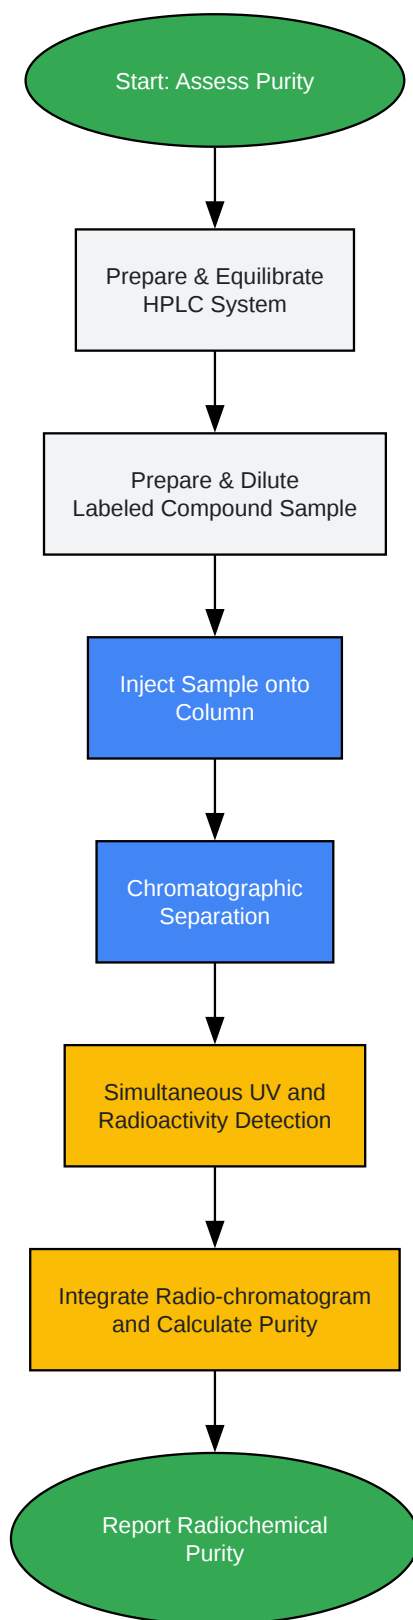 Start: Assess Purity
Prepare & Equilibrate
HPLC System
Prepare & Dilute
Labeled Compound Sample
Inject Sample onto
Column
Chromatographic
Separation
Simultaneous UV and
Radioactivity Detection
Integrate Radio-chromatogram
and Calculate Purity
Report Radiochemical
Purity